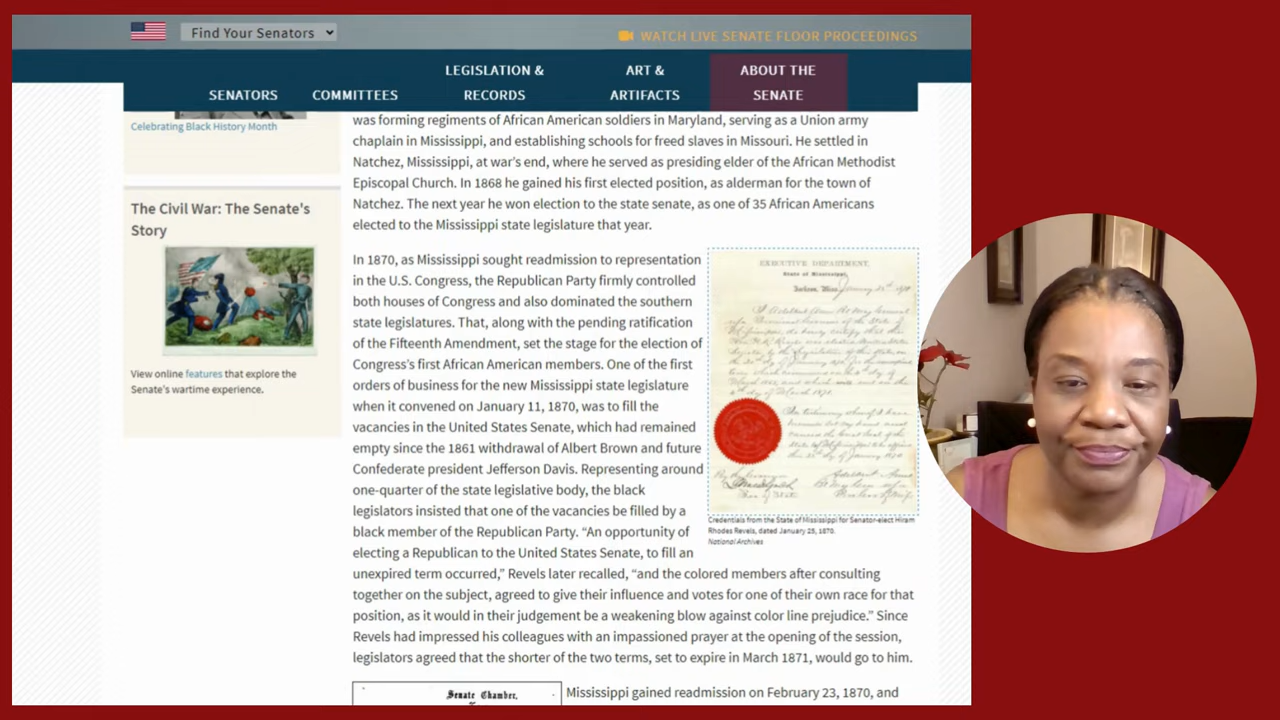 Find Your Senators
WATCH LIVE SENATE FLOOR PROCEEDINGS
SENATORS
COMMITTEES
LEGISLATION &
RECORDS
ART &
ARTIFACTS
ABOUT THE
SENATE
Celebrating Black History Month
The Civil War: The Senate's
Story
View online features that explore the
Senate's wartime experience.
was forming regiments of African American soldiers in Maryland, serving as a Union army
chaplain in Mississippi, and establishing schools for freed slaves in Missouri. He settled in
Natchez, Mississippi, at war's end, where he served as presiding elder of the African Methodist
Episcopal Church. In 1868 he gained his first elected position, as alderman for the town of
Natchez. The next year he won election to the state senate, as one of 35 African Americans
elected to the Mississippi state legislature that year.
In 1870, as Mississippi sought readmission to representation
in the U.S. Congress, the Republican Party firmly controlled
both houses of Congress and also dominated the southern
state legislatures. That, along with the pending ratification
of the Fifteenth Amendment, set the stage for the election of
Congress's first African American members. One of the first
orders of business for the new Mississippi state legislature
when it convened on January 11, 1870, was to fill the
vacancies in the United States Senate, which had remained
empty since the 1861 withdrawal of Albert Brown and future
Confederate president Jefferson Davis. Representing around
one-quarter of the state legislative body, the black
legislators insisted that one of the vacancies be filled by a
black member of the Republican Party. “An opportunity of
electing a Republican to the United States Senate, to fill an
unexpired term occurred,” Revels later recalled, “and the colored members after consulting
together on the subject, agreed to give their influence and votes for one of their own race for that
position, as it would in their judgement be a weakening blow against color line prejudice.” Since
Revels had impressed his colleagues with an impassioned prayer at the opening of the session,
legislators agreed that the shorter of the two terms, set to expire in March 1871, would go to him.
EXECUTIVE DEPARTMENT,
State of Mississippi,
Credentials from the State of Mississippi for Senator-elect Hiram
Rhodes Revels, dated January 25, 1870.
National Archives
Senate Chamber,
Mississippi gained readmission on February 23, 1870, and